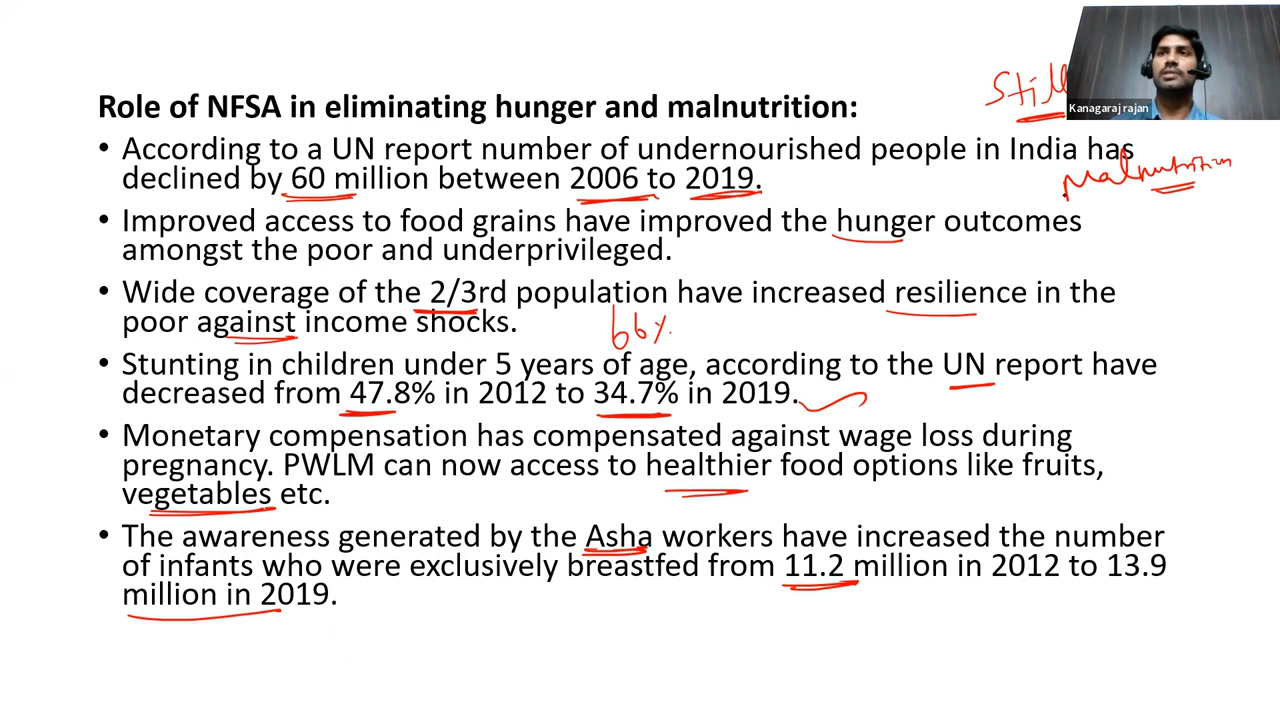 Still
Kanagaraj rajan
Role of NFSA in eliminating hunger and malnutrition:
• According to a UN report number of undernourished people in India has
declined by 60 million between 2006 to 2019.
Malnutrition
• Improved access to food grains have improved the hunger outcomes
amongst the poor and underprivileged.
• Wide coverage of the 2/3rd population have increased resilience in the
poor against income shocks.
66%
• Stunting in children under 5 years of age, according to the UN report have
decreased from 47.8% in 2012 to 34.7% in 2019.
• Monetary compensation has compensated against wage loss during
pregnancy. PWLM can now access to healthier food options like fruits,
vegetables etc.
• The awareness generated by the Asha workers have increased the number
of infants who were exclusively breastfed from 11.2 million in 2012 to 13.9
million in 2019.